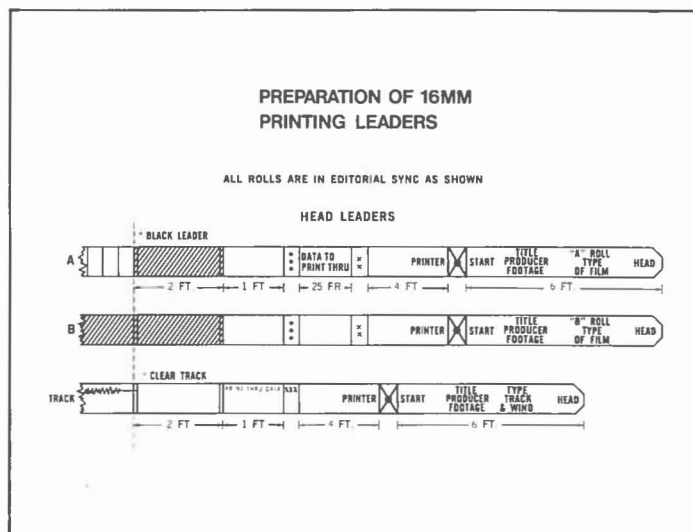 PREPARATION OF 16MM
PRINTING LEADERS
ALL ROLLS ARE IN EDITORIAL SYNC AS SHOWN
HEAD LEADERS
* BLACK LEADER
A
DATA TO
PRINT THRU
PRINTER
START
TITLE
PRODUCER
FOOTAGE
"A" ROLL
TYPE
OF FILM
HEAD
2 FT.
1 FT
25 FR
4 FT
6 FT.
B
PRINTER
START
TITLE
PRODUCER
FOOTAGE
"B" ROLL
TYPE
OF FILM
HEAD
* CLEAR TRACK
TRACK
PRINTER
START
TITLE
PRODUCER
FOOTAGE
TYPE
TRACK
& WIND
HEAD
2 FT
1 FT
4 FT
6 FT